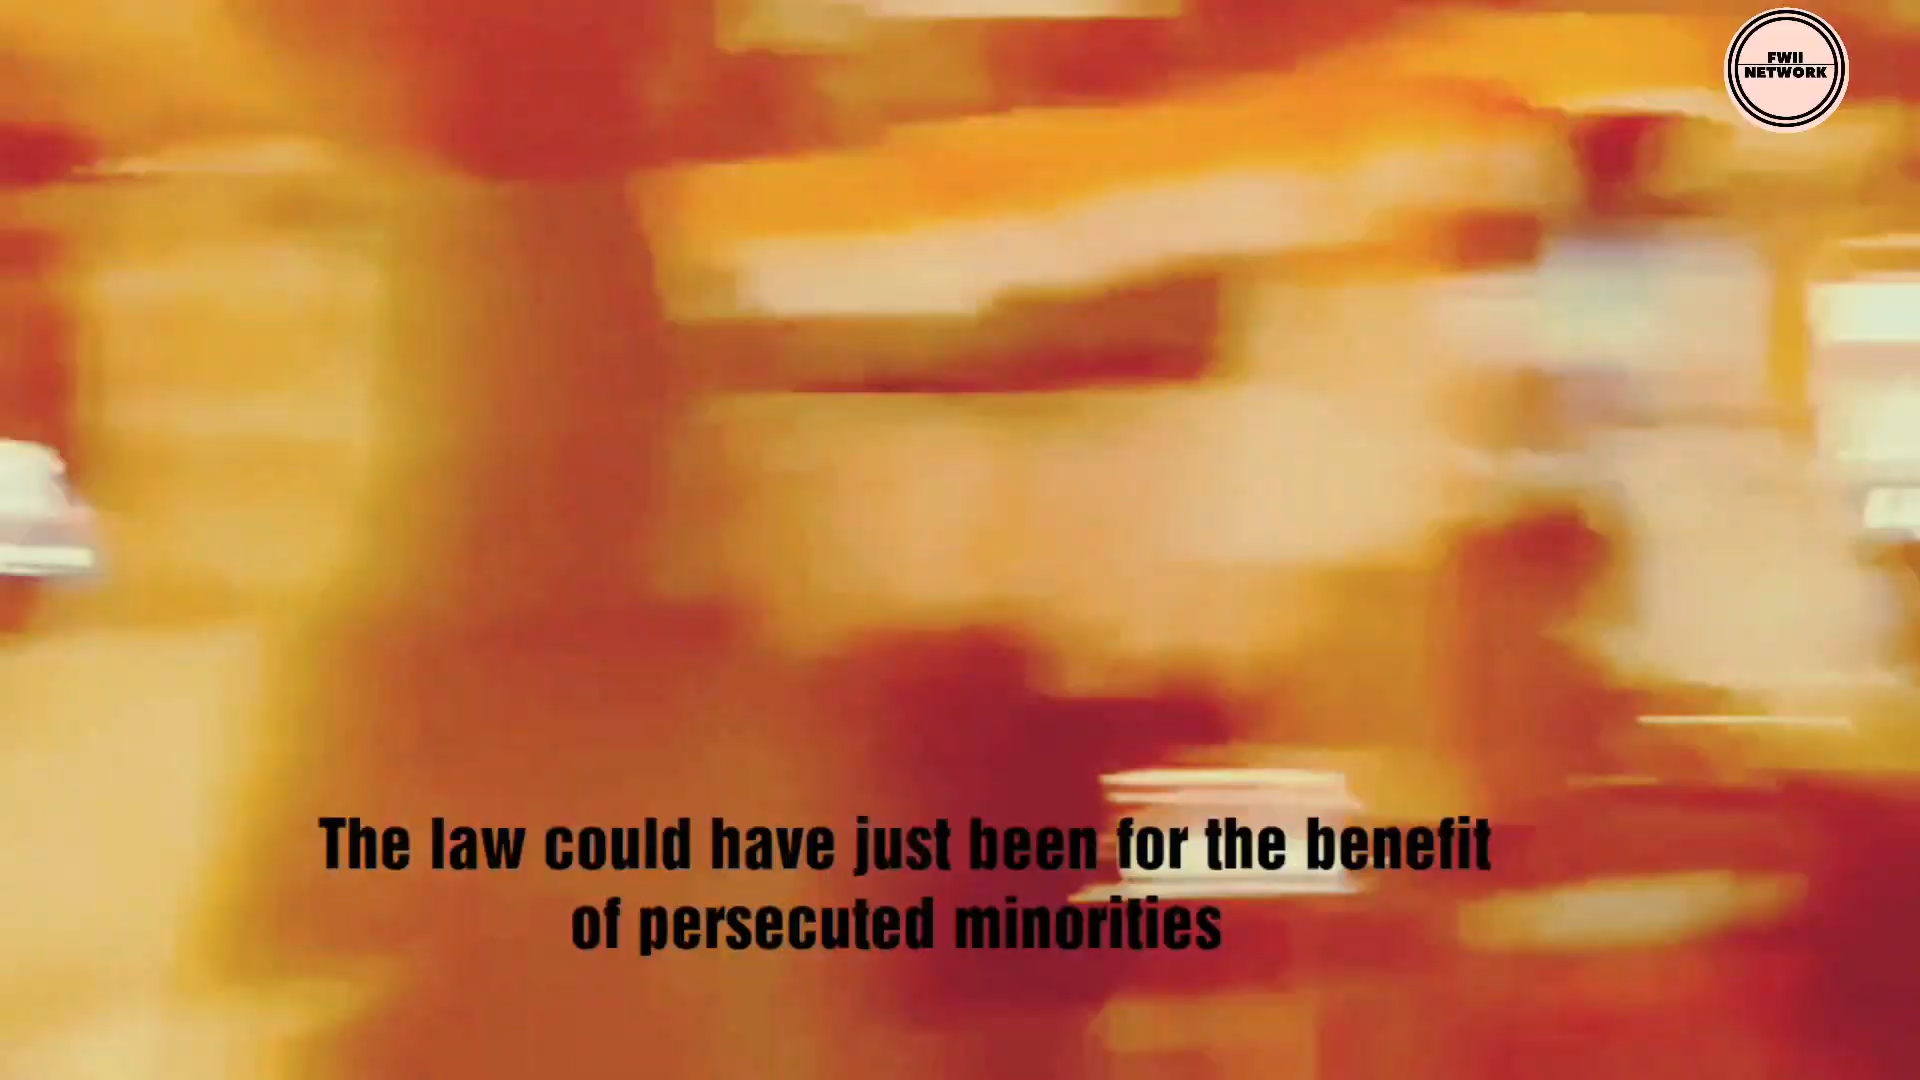 FWII
NETWORK
The law could have just been for the benefit
of persecuted minorities